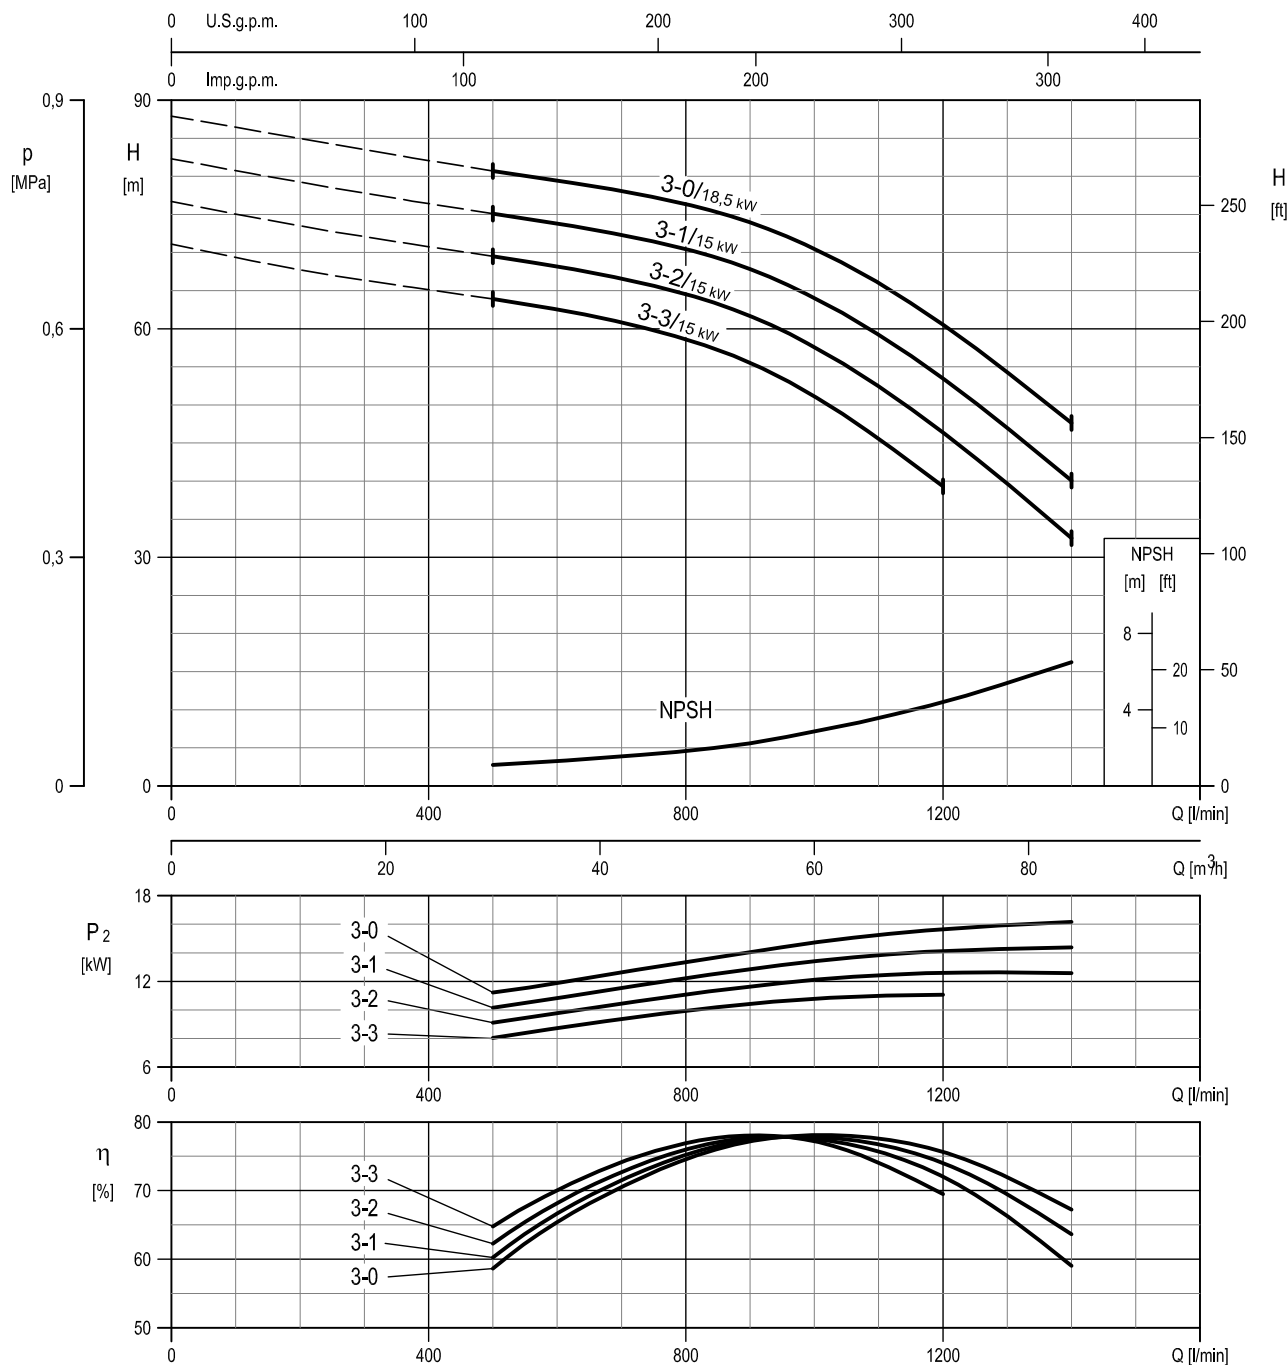 0 U.S.g.p.m. 100 200 300 400
0 Imp.g.p.m. 100 200 300
0,9 90
p H H
[MPa] [m] [ft]
3-0/18,5 kW
250
3-1/15 kW
3-2/15 kW
3-3/15 kW
0,6 60 200
150
0,3 30 100
NPSH
[m] [ft]
8
20 50
NPSH 4
10
0 0 0
0 400 800 1200 Q [l/min]
0 20 40 60 80 Q [m³h]
18
P2
[kW]
3-0
3-1
12
3-2
3-3
6
0 400 800 1200 Q [l/min]
80
η
[%]
3-3
70
3-2
3-1
60
3-0
50
0 400 800 1200 Q [l/min]